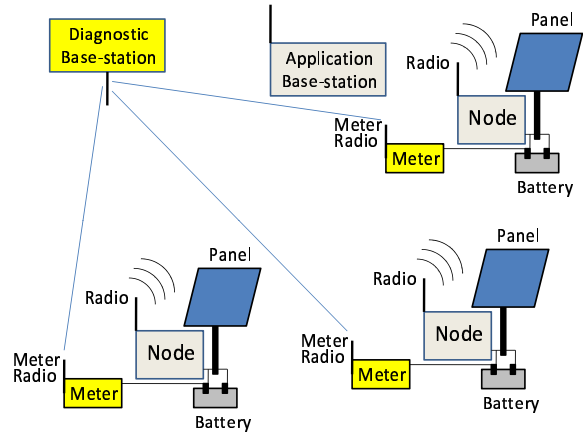 Diagnostic
Base-station
Application
Base-station
Panel
Radio
Node
Meter
Radio
Meter
Battery
Panel
Radio
Node
Meter
Radio
Meter
Battery
Panel
Radio
Node
Meter
Radio
Meter
Battery